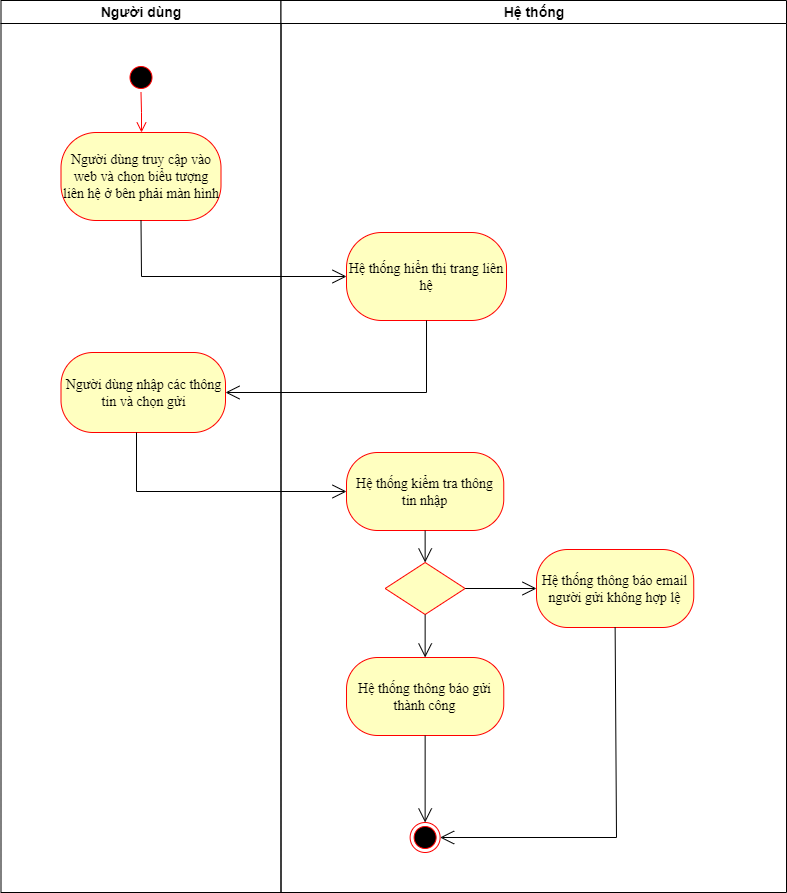 Người dùng
Hệ thống
Người dùng truy cập vào
web và chọn biểu tượng
liên hệ ở bên phải màn hình
Hệ thống hiển thị trang liên
hệ
Người dùng nhập các thông
tin và chọn gửi
Hệ thống kiểm tra thông
tin nhập
Hệ thống thông báo email
người gửi không hợp lệ
Hệ thống thông báo gửi
thành công